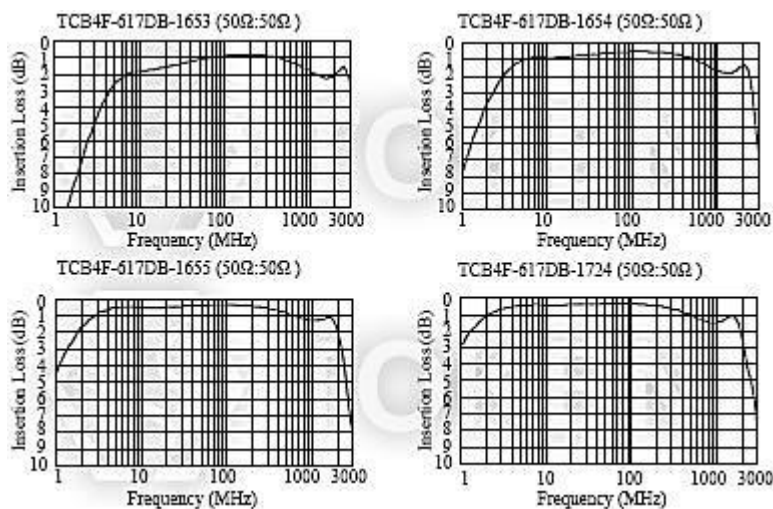 TCB4F-617DB-1653 (50Ω:50Ω )
Insertion Loss (dB)
0
1
2
3
4
5
6
7
8
9
10
1 10 100 1000 3000
Frequency (MHz)
TCB4F-617DB-1654 (50Ω:50Ω )
Insertion Loss (dB)
0
1
2
3
4
5
6
7
8
9
10
1 10 100 1000 3000
Frequency (MHz)
TCB4F-617DB-1655 (50Ω:50Ω )
Insertion Loss (dB)
0
1
2
3
4
5
6
7
8
9
10
1 10 100 1000 3000
Frequency (MHz)
TCB4F-617DB-1724 (50Ω:50Ω )
Insertion Loss (dB)
0
1
2
3
4
5
6
7
8
9
10
1 10 100 1000 3000
Frequency (MHz)